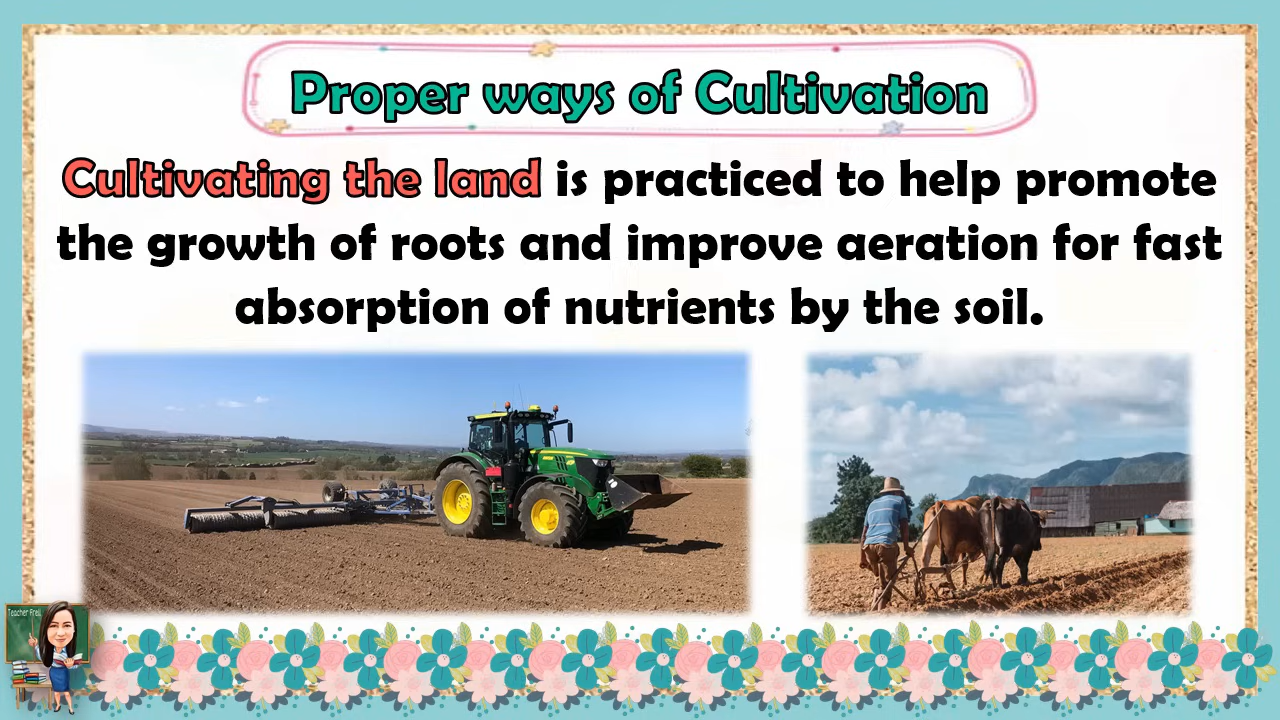 Proper ways of Cultivation
Cultivating the land is practiced to help promote
the growth of roots and improve aeration for fast
absorption of nutrients by the soil.
Teacher Frell